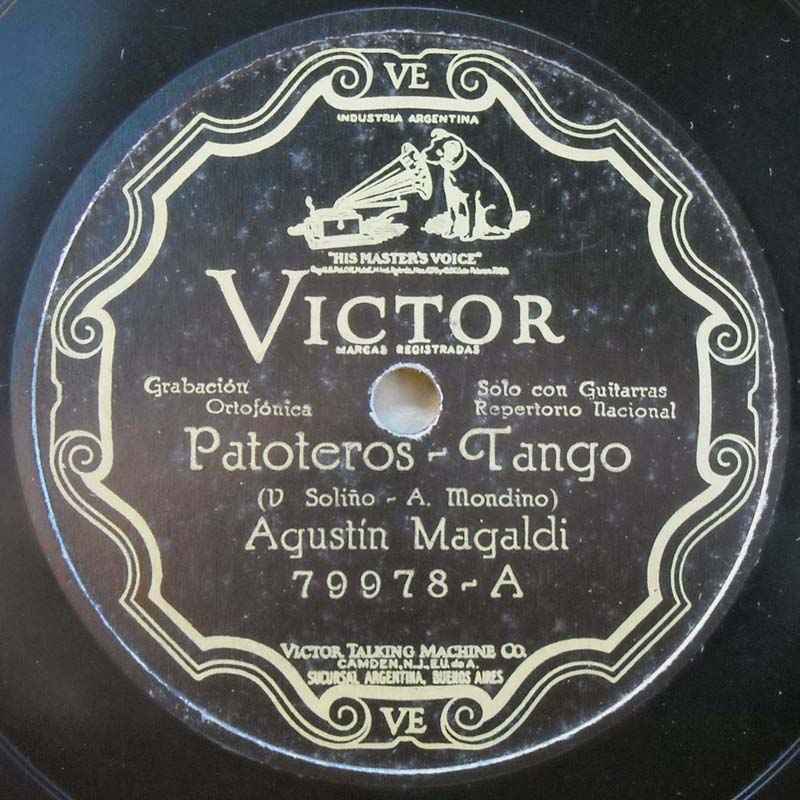 VE
INDUSTRIA ARGENTINA
"HIS MASTER'S VOICE"
VICTOR
MARCAS REGISTRADAS
Grabación Ortofónica
Sólo con Guitarras
Repertorio Nacional
Patoteros - Tango
(V Soliño - A. Mondino)
Agustín Magaldi
79978-A
VICTOR TALKING MACHINE CO.
CAMDEN, N.J., E.U. de A.
SUCURSAL ARGENTINA, BUENOS AIRES
VE